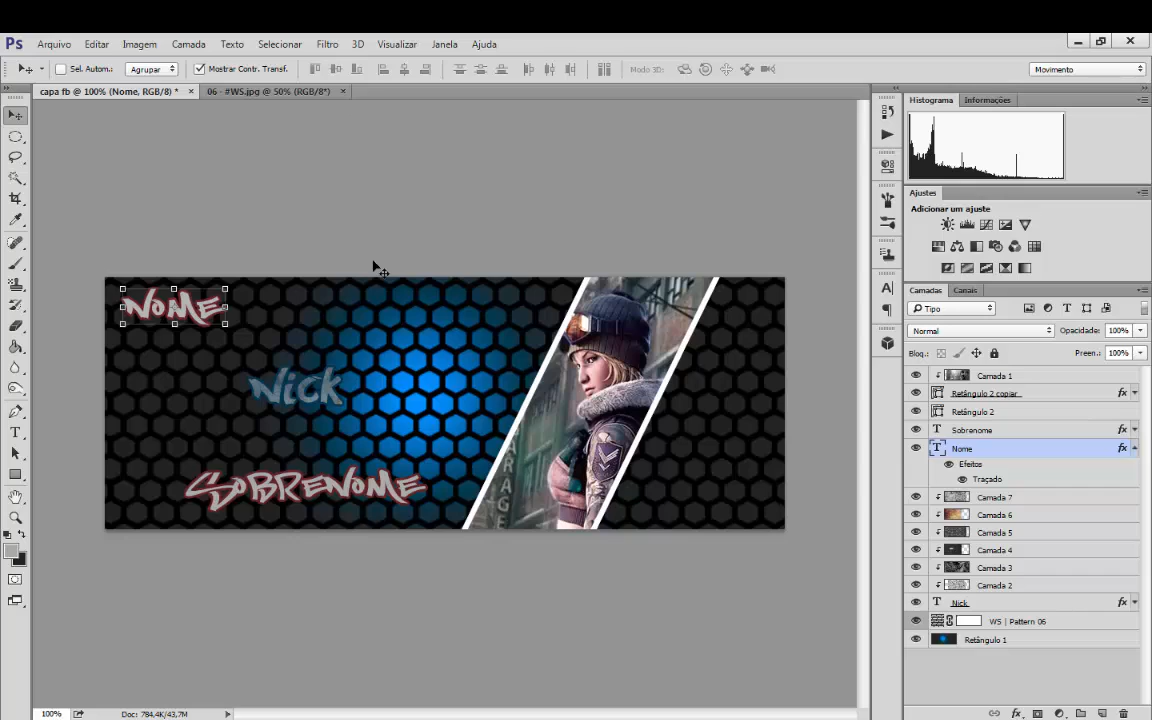 Ps Arquivo Editar Imagem Camada Texto Selecionar Filtro 3D Visualizar Janela Ajuda
Sel. Autom.: Agrupar Mostrar Contr. Transf. Modo 3D: Movimento
capa fb @ 100% (Nome, RGB/8) * × 06 - #WS.jpg @ 50% (RGB/8*) ×
Histograma Informações
Ajustes
Adicionar um ajuste
Camadas Canais
Tipo
Normal Opacidade: 100%
Bloq.: Preen.: 100%
Camada 1
Retângulo 2 copiar fx
Retângulo 2
Sobrenome fx
Nome fx
Efeitos
Traçado
Camada 7
Camada 6
Camada 5
Camada 4
Camada 3
Camada 2
Nick fx
WS | Pattern 06
Retângulo 1
NOME
Nick
SOBRENOME
100% Doc: 784,4K/43,7M